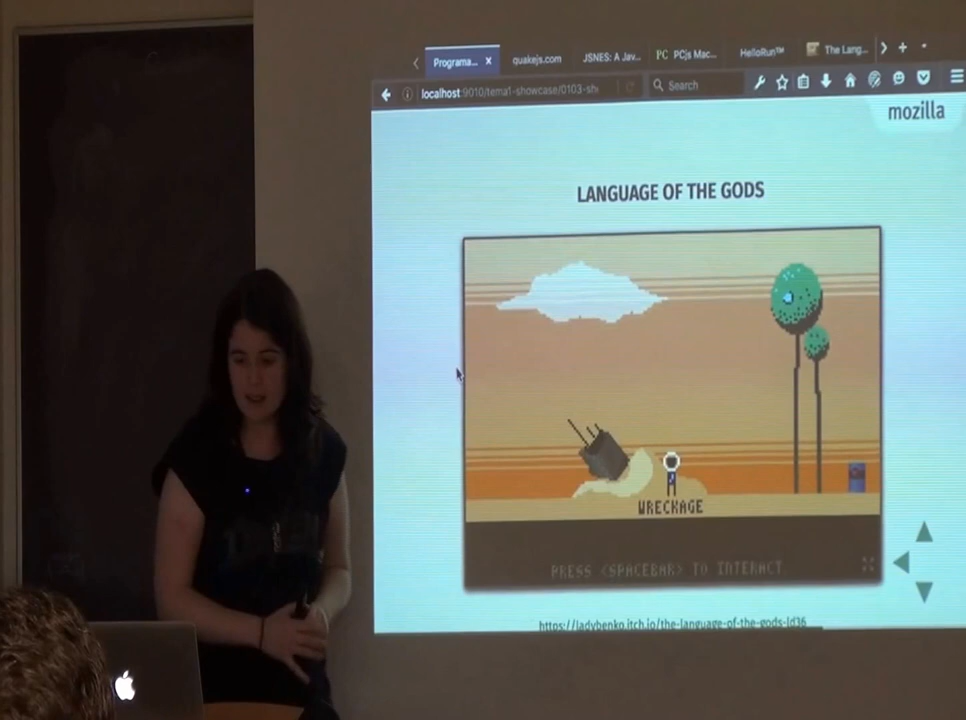 Programa... × quakejs.com JSNES: A Jav... PC PCjs Mac... HelloRun™ The Lang...
localhost:9010/tema1-showcase/0103-sh Search
mozilla
LANGUAGE OF THE GODS
WRECKAGE
PRESS <SPACEBAR> TO INTERACT.
https://ladybenko.itch.io/the-language-of-the-gods-ld36